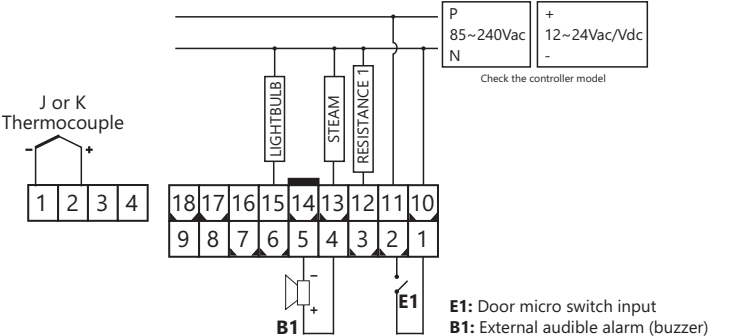 P
85~240Vac
N
+
12~24Vac/Vdc
-
Check the controller model
J or K
Thermocouple
- +
LIGHTBULB
STEAM
RESISTANCE 1
1 2 3 4
18 17 16 15 14 13 12 11 10
9 8 7 6 5 4 3 2 1
-
+
B1
E1
E1: Door micro switch input
B1: External audible alarm (buzzer)